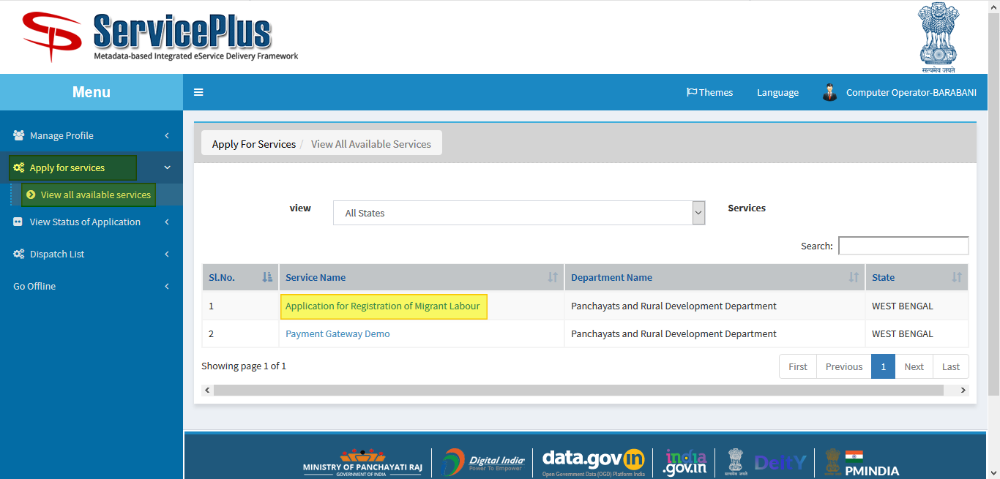 ServicePlus
Metadata-based Integrated eService Delivery Framework
सत्यमेव जयते
Menu
Themes
Language
Computer Operator-BARABANI
Manage Profile
Apply for services
View all available services
View Status of Application
Dispatch List
Go Offline
Apply For Services / View All Available Services
view All States Services
Search:
Sl.No. Service Name Department Name State
1 Application for Registration of Migrant Labour Panchayats and Rural Development Department WEST BENGAL
2 Payment Gateway Demo Panchayats and Rural Development Department WEST BENGAL
Showing page 1 of 1
First Previous 1 Next Last
MINISTRY OF PANCHAYATI RAJ
GOVERNMENT OF INDIA
Digital India
Power To Empower
data.gov in
Open Government Data (OGD) Platform India
india
.gov.in
सत्यमेव जयते
DeitY
PMINDIA